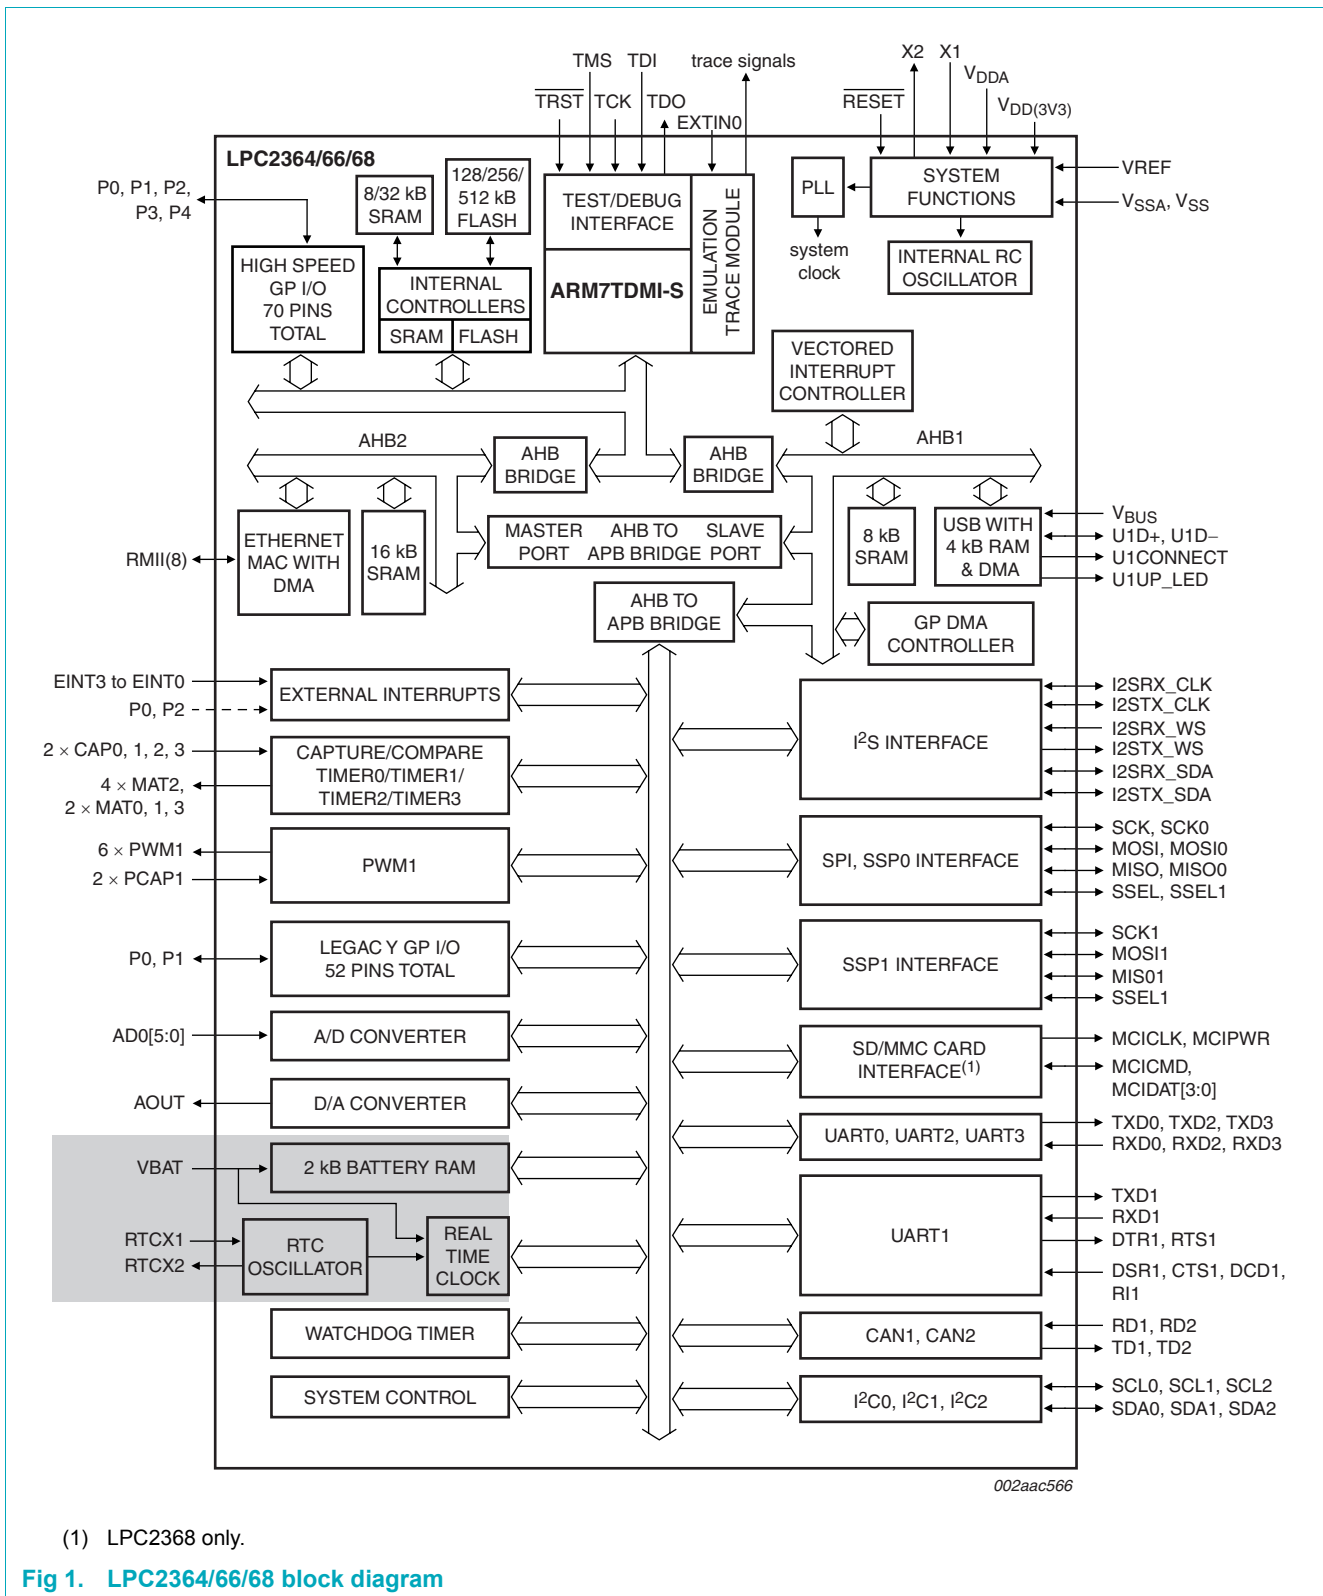 X2 X1
TMS TDI trace signals
VDDA
TRST TCK TDO RESET VDD(3V3)
EXTIN0
LPC2364/66/68
P0, P1, P2,
P3, P4
8/32 kB
SRAM
128/256/
512 kB
FLASH
TEST/DEBUG
INTERFACE
EMULATION
TRACE MODULE
PLL
SYSTEM
FUNCTIONS
VREF
VSSA, VSS
system
clock
INTERNAL RC
OSCILLATOR
HIGH SPEED
GP I/O
70 PINS
TOTAL
INTERNAL
CONTROLLERS
SRAM FLASH
ARM7TDMI-S
VECTORED
INTERRUPT
CONTROLLER
AHB2
AHB
BRIDGE
AHB
BRIDGE
AHB1
ETHERNET
MAC WITH
DMA
RMII(8)
16 kB
SRAM
MASTER AHB TO SLAVE
PORT APB BRIDGE PORT
8 kB
SRAM
USB WITH
4 kB RAM
& DMA
VBUS
U1D+, U1D−
U1CONNECT
U1UP_LED
AHB TO
APB BRIDGE
GP DMA
CONTROLLER
EINT3 to EINT0
P0, P2
EXTERNAL INTERRUPTS
I2S INTERFACE
I2SRX_CLK
I2STX_CLK
I2SRX_WS
I2STX_WS
I2SRX_SDA
I2STX_SDA
2 × CAP0, 1, 2, 3
4 × MAT2,
2 × MAT0, 1, 3
CAPTURE/COMPARE
TIMER0/TIMER1/
TIMER2/TIMER3
6 × PWM1
2 × PCAP1
PWM1
SPI, SSP0 INTERFACE
SCK, SCK0
MOSI, MOSI0
MISO, MISO0
SSEL, SSEL1
P0, P1
LEGAC Y GP I/O
52 PINS TOTAL
SSP1 INTERFACE
SCK1
MOSI1
MIS01
SSEL1
AD0[5:0]
A/D CONVERTER
SD/MMC CARD
INTERFACE(1)
MCICLK, MCIPWR
MCICMD,
MCIDAT[3:0]
AOUT
D/A CONVERTER
UART0, UART2, UART3
TXD0, TXD2, TXD3
RXD0, RXD2, RXD3
VBAT
2 kB BATTERY RAM
RTCX1
RTCX2
RTC
OSCILLATOR
REAL
TIME
CLOCK
UART1
TXD1
RXD1
DTR1, RTS1
DSR1, CTS1, DCD1,
RI1
WATCHDOG TIMER
CAN1, CAN2
RD1, RD2
TD1, TD2
SYSTEM CONTROL
I2C0, I2C1, I2C2
SCL0, SCL1, SCL2
SDA0, SDA1, SDA2
002aac566
(1) LPC2368 only.
Fig 1. LPC2364/66/68 block diagram